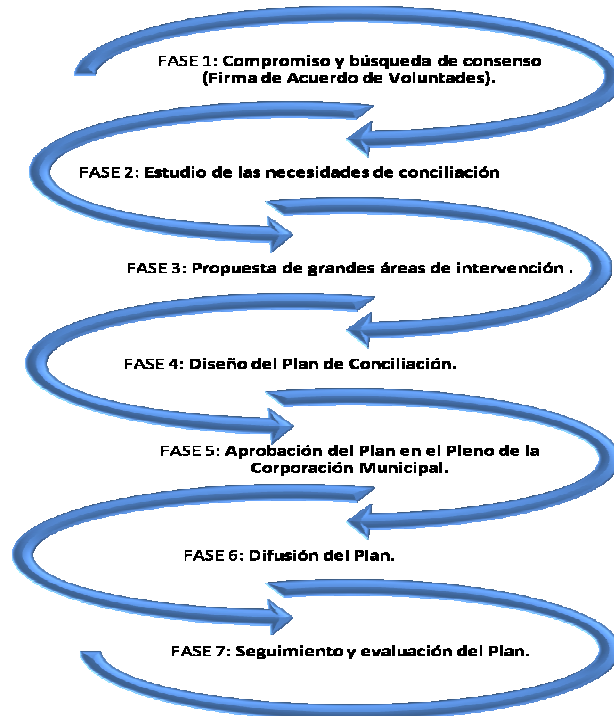 FASE 1: Compromiso y búsqueda de consenso
(Firma de Acuerdo de Voluntades).
FASE 2: Estudio de las necesidades de conciliación
FASE 3: Propuesta de grandes áreas de intervención .
FASE 4: Diseño del Plan de Conciliación.
FASE 5: Aprobación del Plan en el Pleno de la
Corporación Municipal.
FASE 6: Difusión del Plan.
FASE 7: Seguimiento y evaluación del Plan.